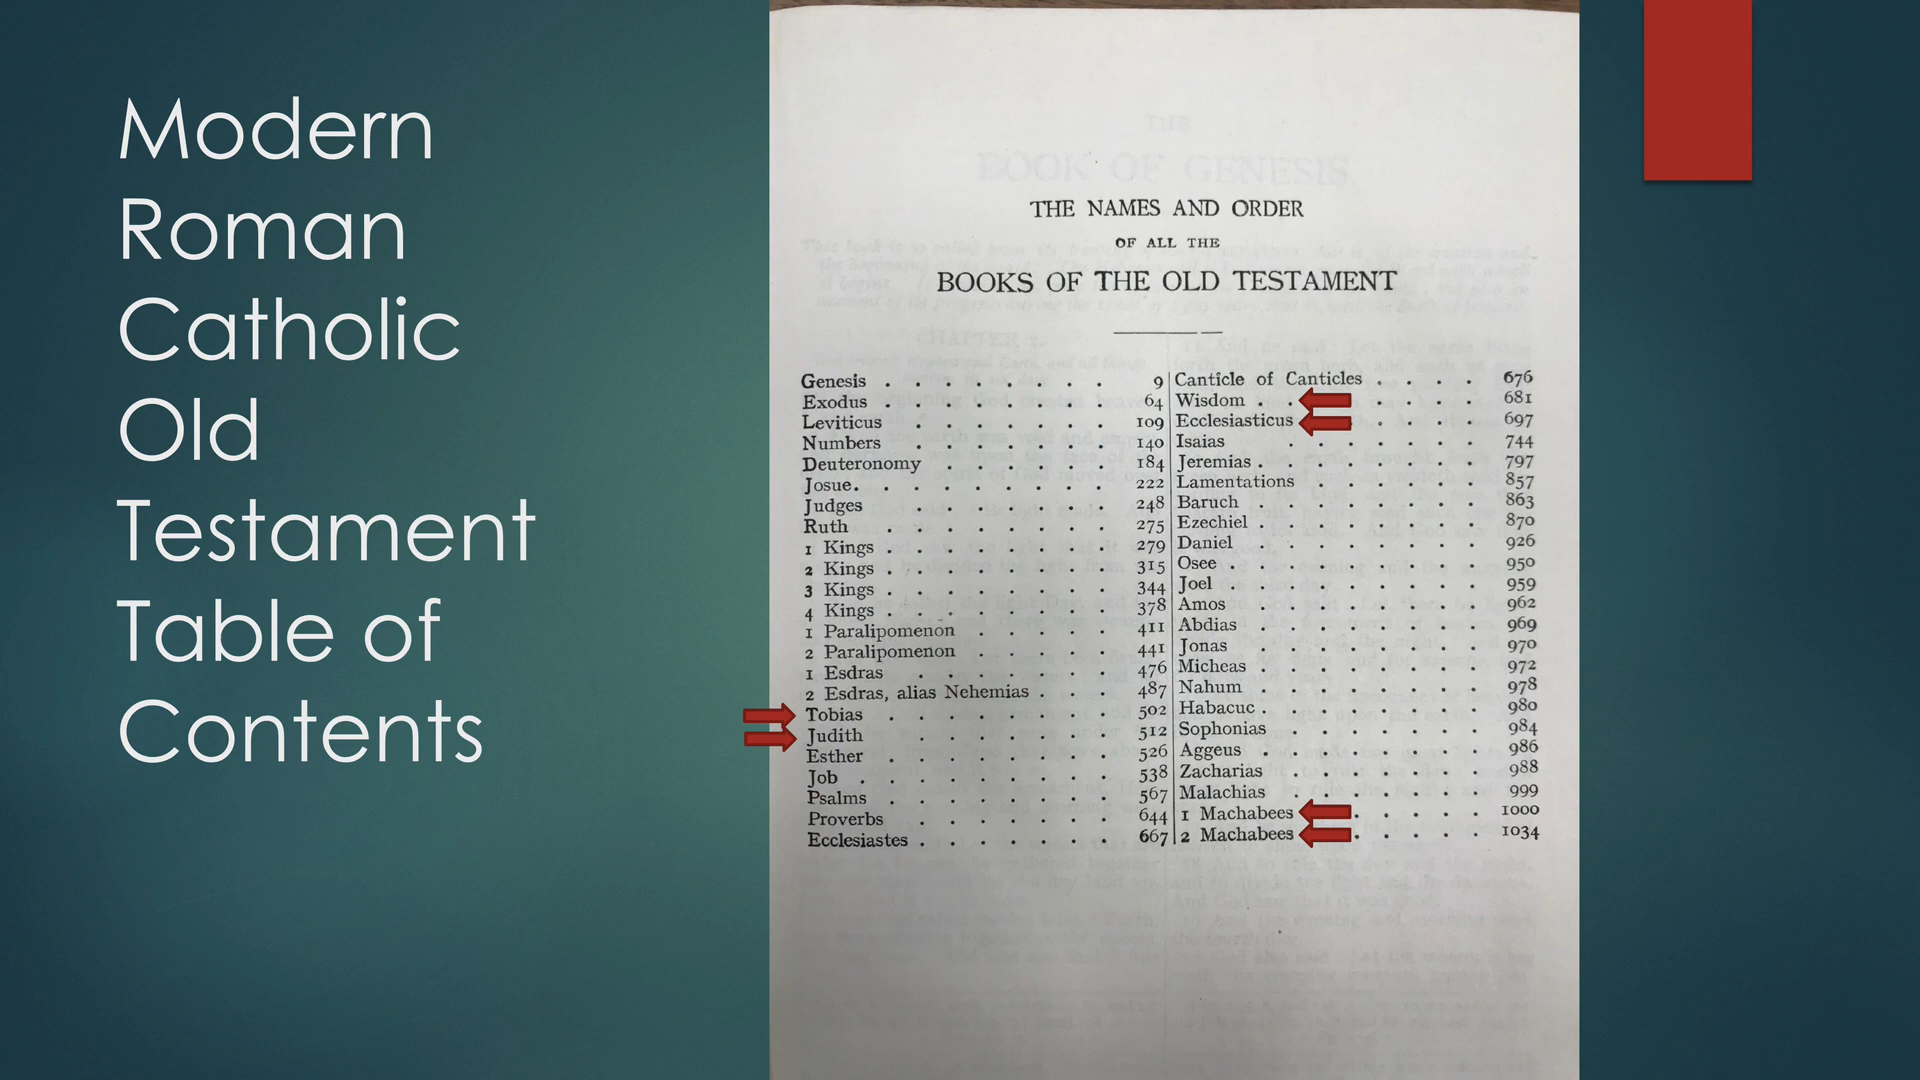 Modern
Roman
Catholic
Old
Testament
Table of
Contents
THE
BOOK OF GENESIS
THE NAMES AND ORDER
OF ALL THE
BOOKS OF THE OLD TESTAMENT
Genesis . . . . . . . . 9
Exodus . . . . . . . . 64
Leviticus . . . . . . . 109
Numbers . . . . . . . 140
Deuteronomy . . . . . . 184
Josue . . . . . . . . . 222
Judges . . . . . . . . 248
Ruth . . . . . . . . 275
1 Kings . . . . . . . . 279
2 Kings . . . . . . . . 315
3 Kings . . . . . . . . 344
4 Kings . . . . . . . . 378
1 Paralipomenon . . . . . 411
2 Paralipomenon . . . . . 441
1 Esdras . . . . . . . 476
2 Esdras, alias Nehemias . . . 487
Tobias . . . . . . . . 502
Judith . . . . . . . . 512
Esther . . . . . . . . 526
Job . . . . . . . . . 538
Psalms . . . . . . . . 567
Proverbs . . . . . . . 644
Ecclesiastes . . . . . . . 667
Canticle of Canticles . . . . 676
Wisdom . . . . . . 681
Ecclesiasticus . . . . 697
Isaias . . . . . . . 744
Jeremias . . . . . . . . 797
Lamentations . . . . . . 857
Baruch . . . . . . . 863
Ezechiel . . . . . . . . 870
Daniel . . . . . . . 926
Osee . . . . . . . . . 950
Joel . . . . . . . . . 959
Amos . . . . . . . . 962
Abdias . . . . . . . 969
Jonas . . . . . . . . 970
Micheas . . . . . . . . 972
Nahum . . . . . . . 978
Habacuc . . . . . . . . 980
Sophonias . . . . . . . 984
Aggeus . . . . . . . . 986
Zacharias . . . . . . . 988
Malachias . . . . . . . 999
1 Machabees . . . . . 1000
2 Machabees . . . . . 1034